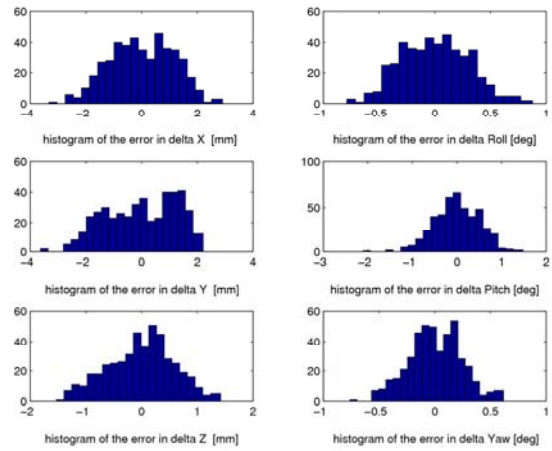 60
40
20
0
-4 -2 0 2 4
histogram of the error in delta X [mm]
60
40
20
0
-1 -0.5 0 0.5 1
histogram of the error in delta Roll [deg]
60
40
20
0
-4 -2 0 2 4
histogram of the error in delta Y [mm]
100
50
0
-3 -2 -1 0 1 2
histogram of the error in delta Pitch [deg]
60
40
20
0
-2 -1 0 1 2
histogram of the error in delta Z [mm]
60
40
20
0
-1 -0.5 0 0.5 1
histogram of the error in delta Yaw [deg]